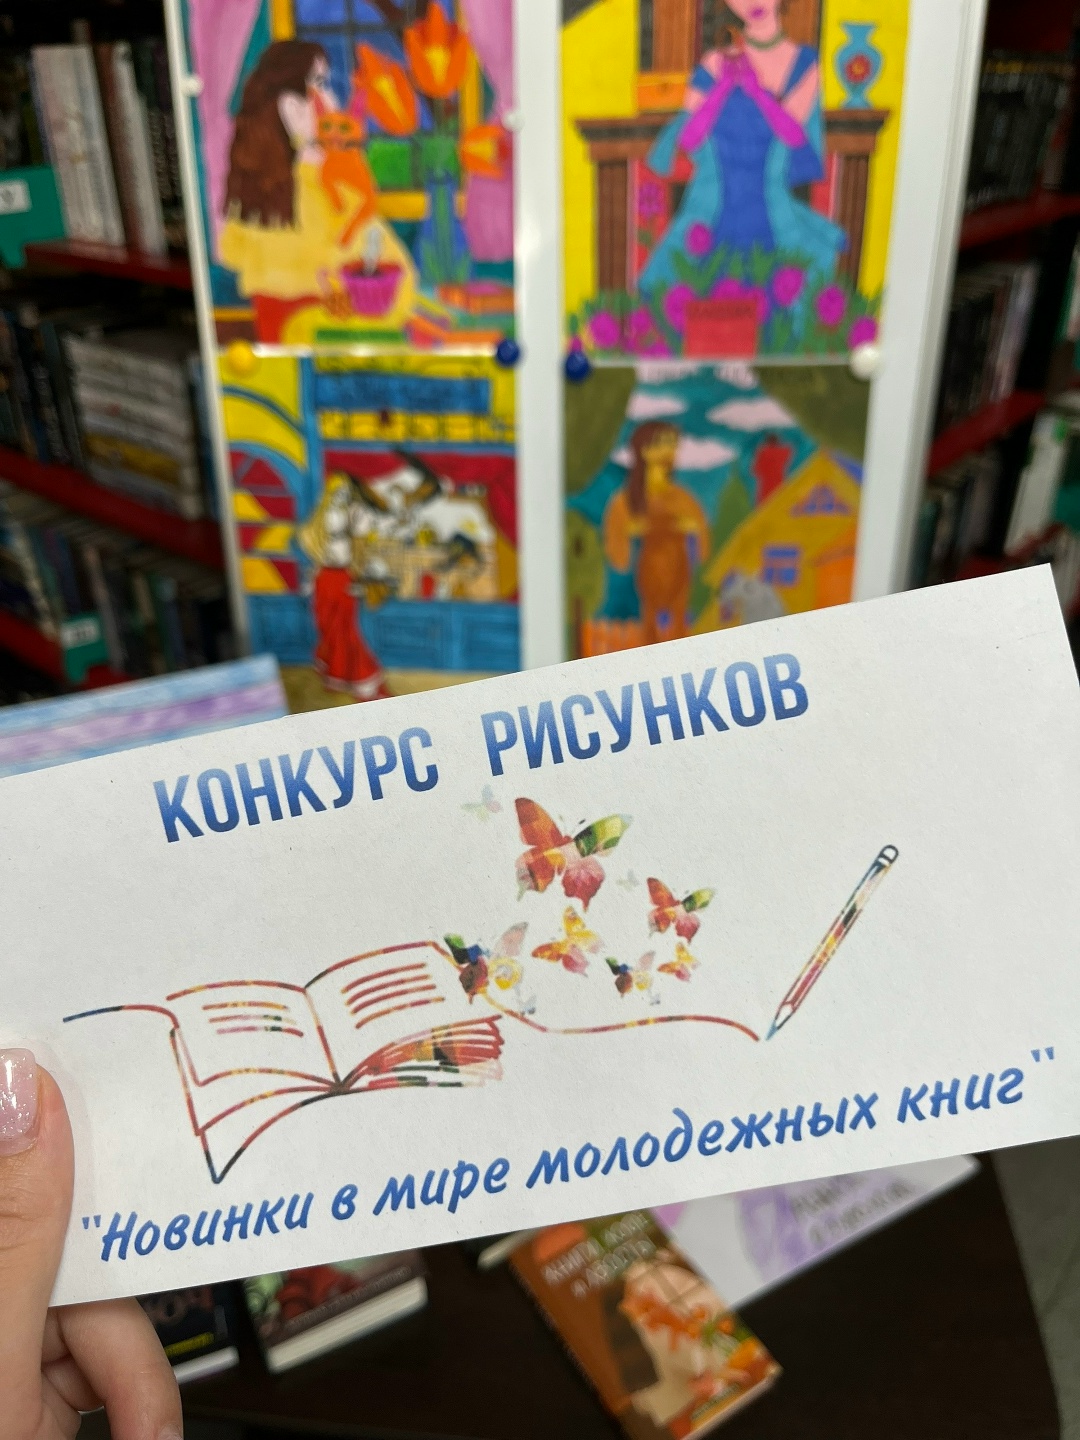 КОНКУРС РИСУНКОВ
"Новинки в мире молодежных книг"